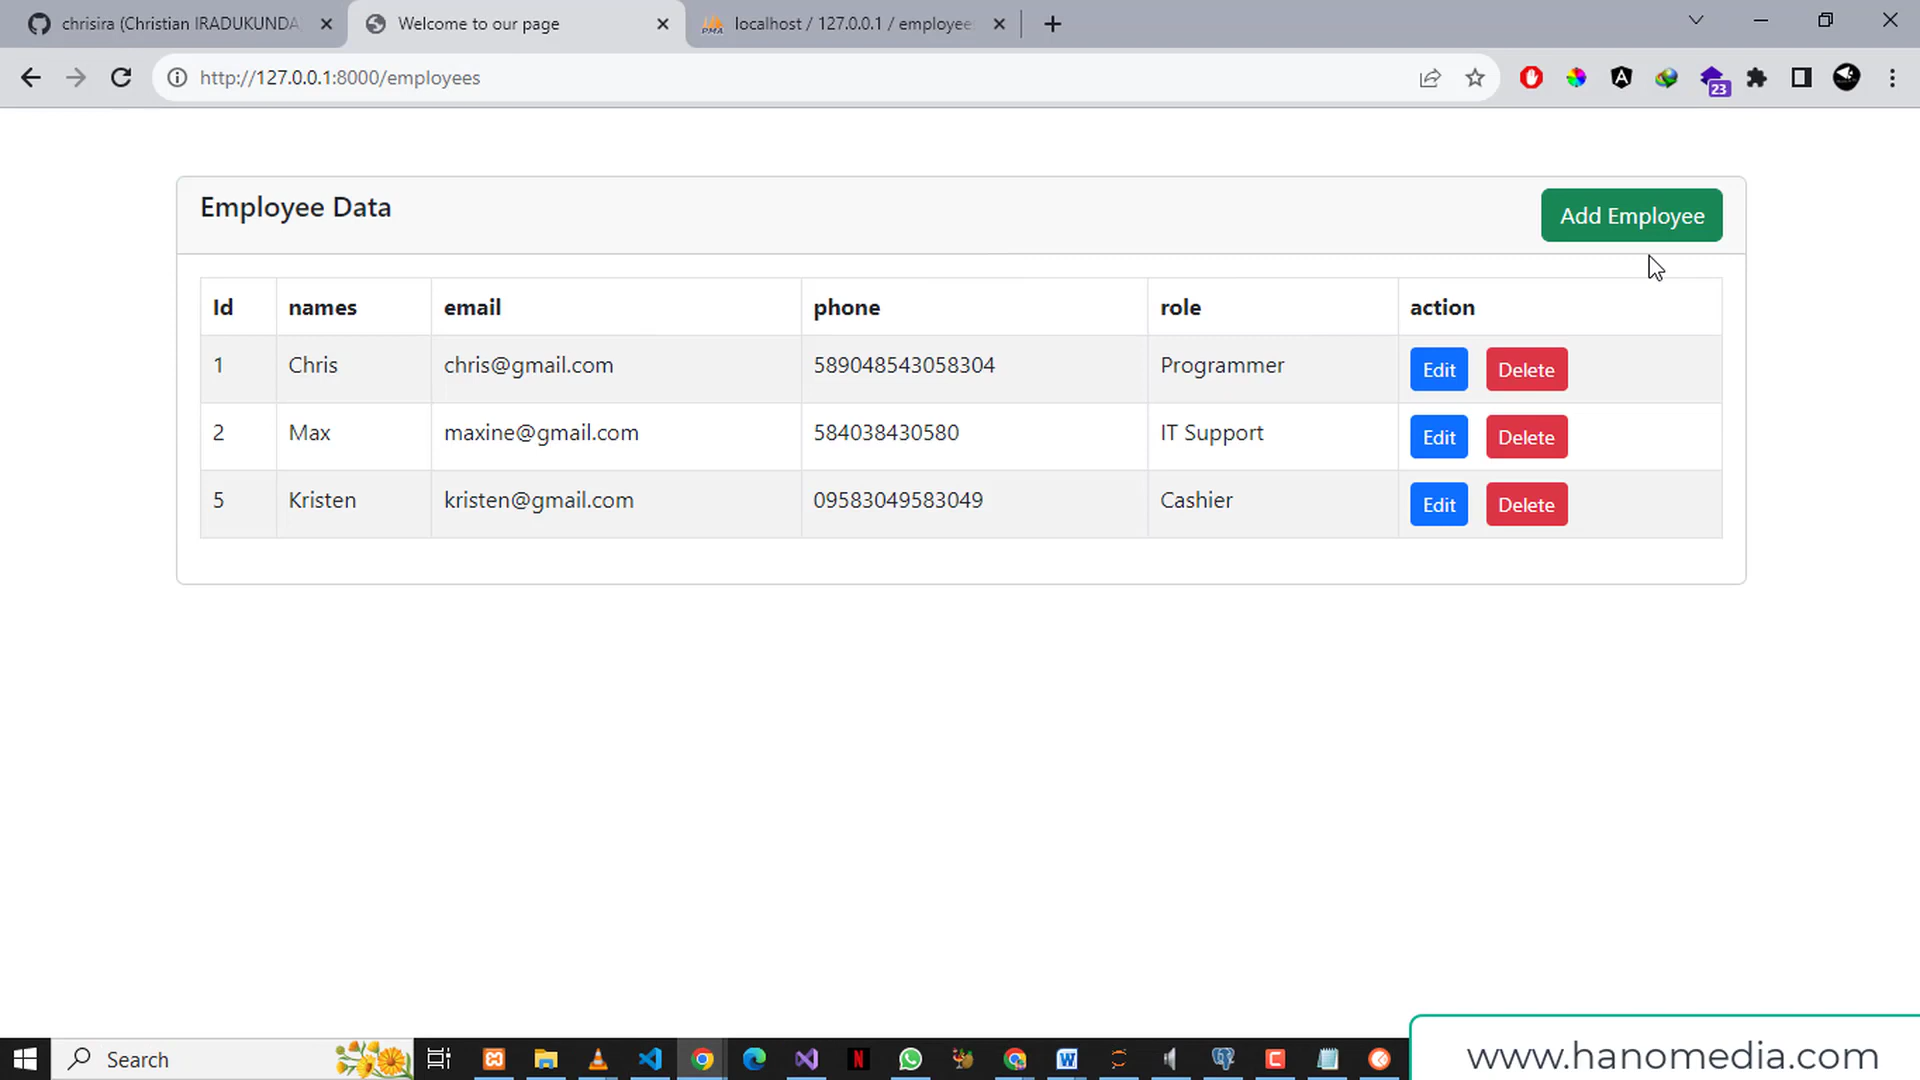 chrisira (Christian IRADUKUNDA
Welcome to our page
localhost / 127.0.0.1 / employee
http://127.0.0.1:8000/employees
23
Employee Data
Add Employee
Id names email phone role action
1 Chris chris@gmail.com 589048543058304 Programmer Edit Delete
2 Max maxine@gmail.com 584038430580 IT Support Edit Delete
5 Kristen kristen@gmail.com 09583049583049 Cashier Edit Delete
Search
www.hanomedia.com